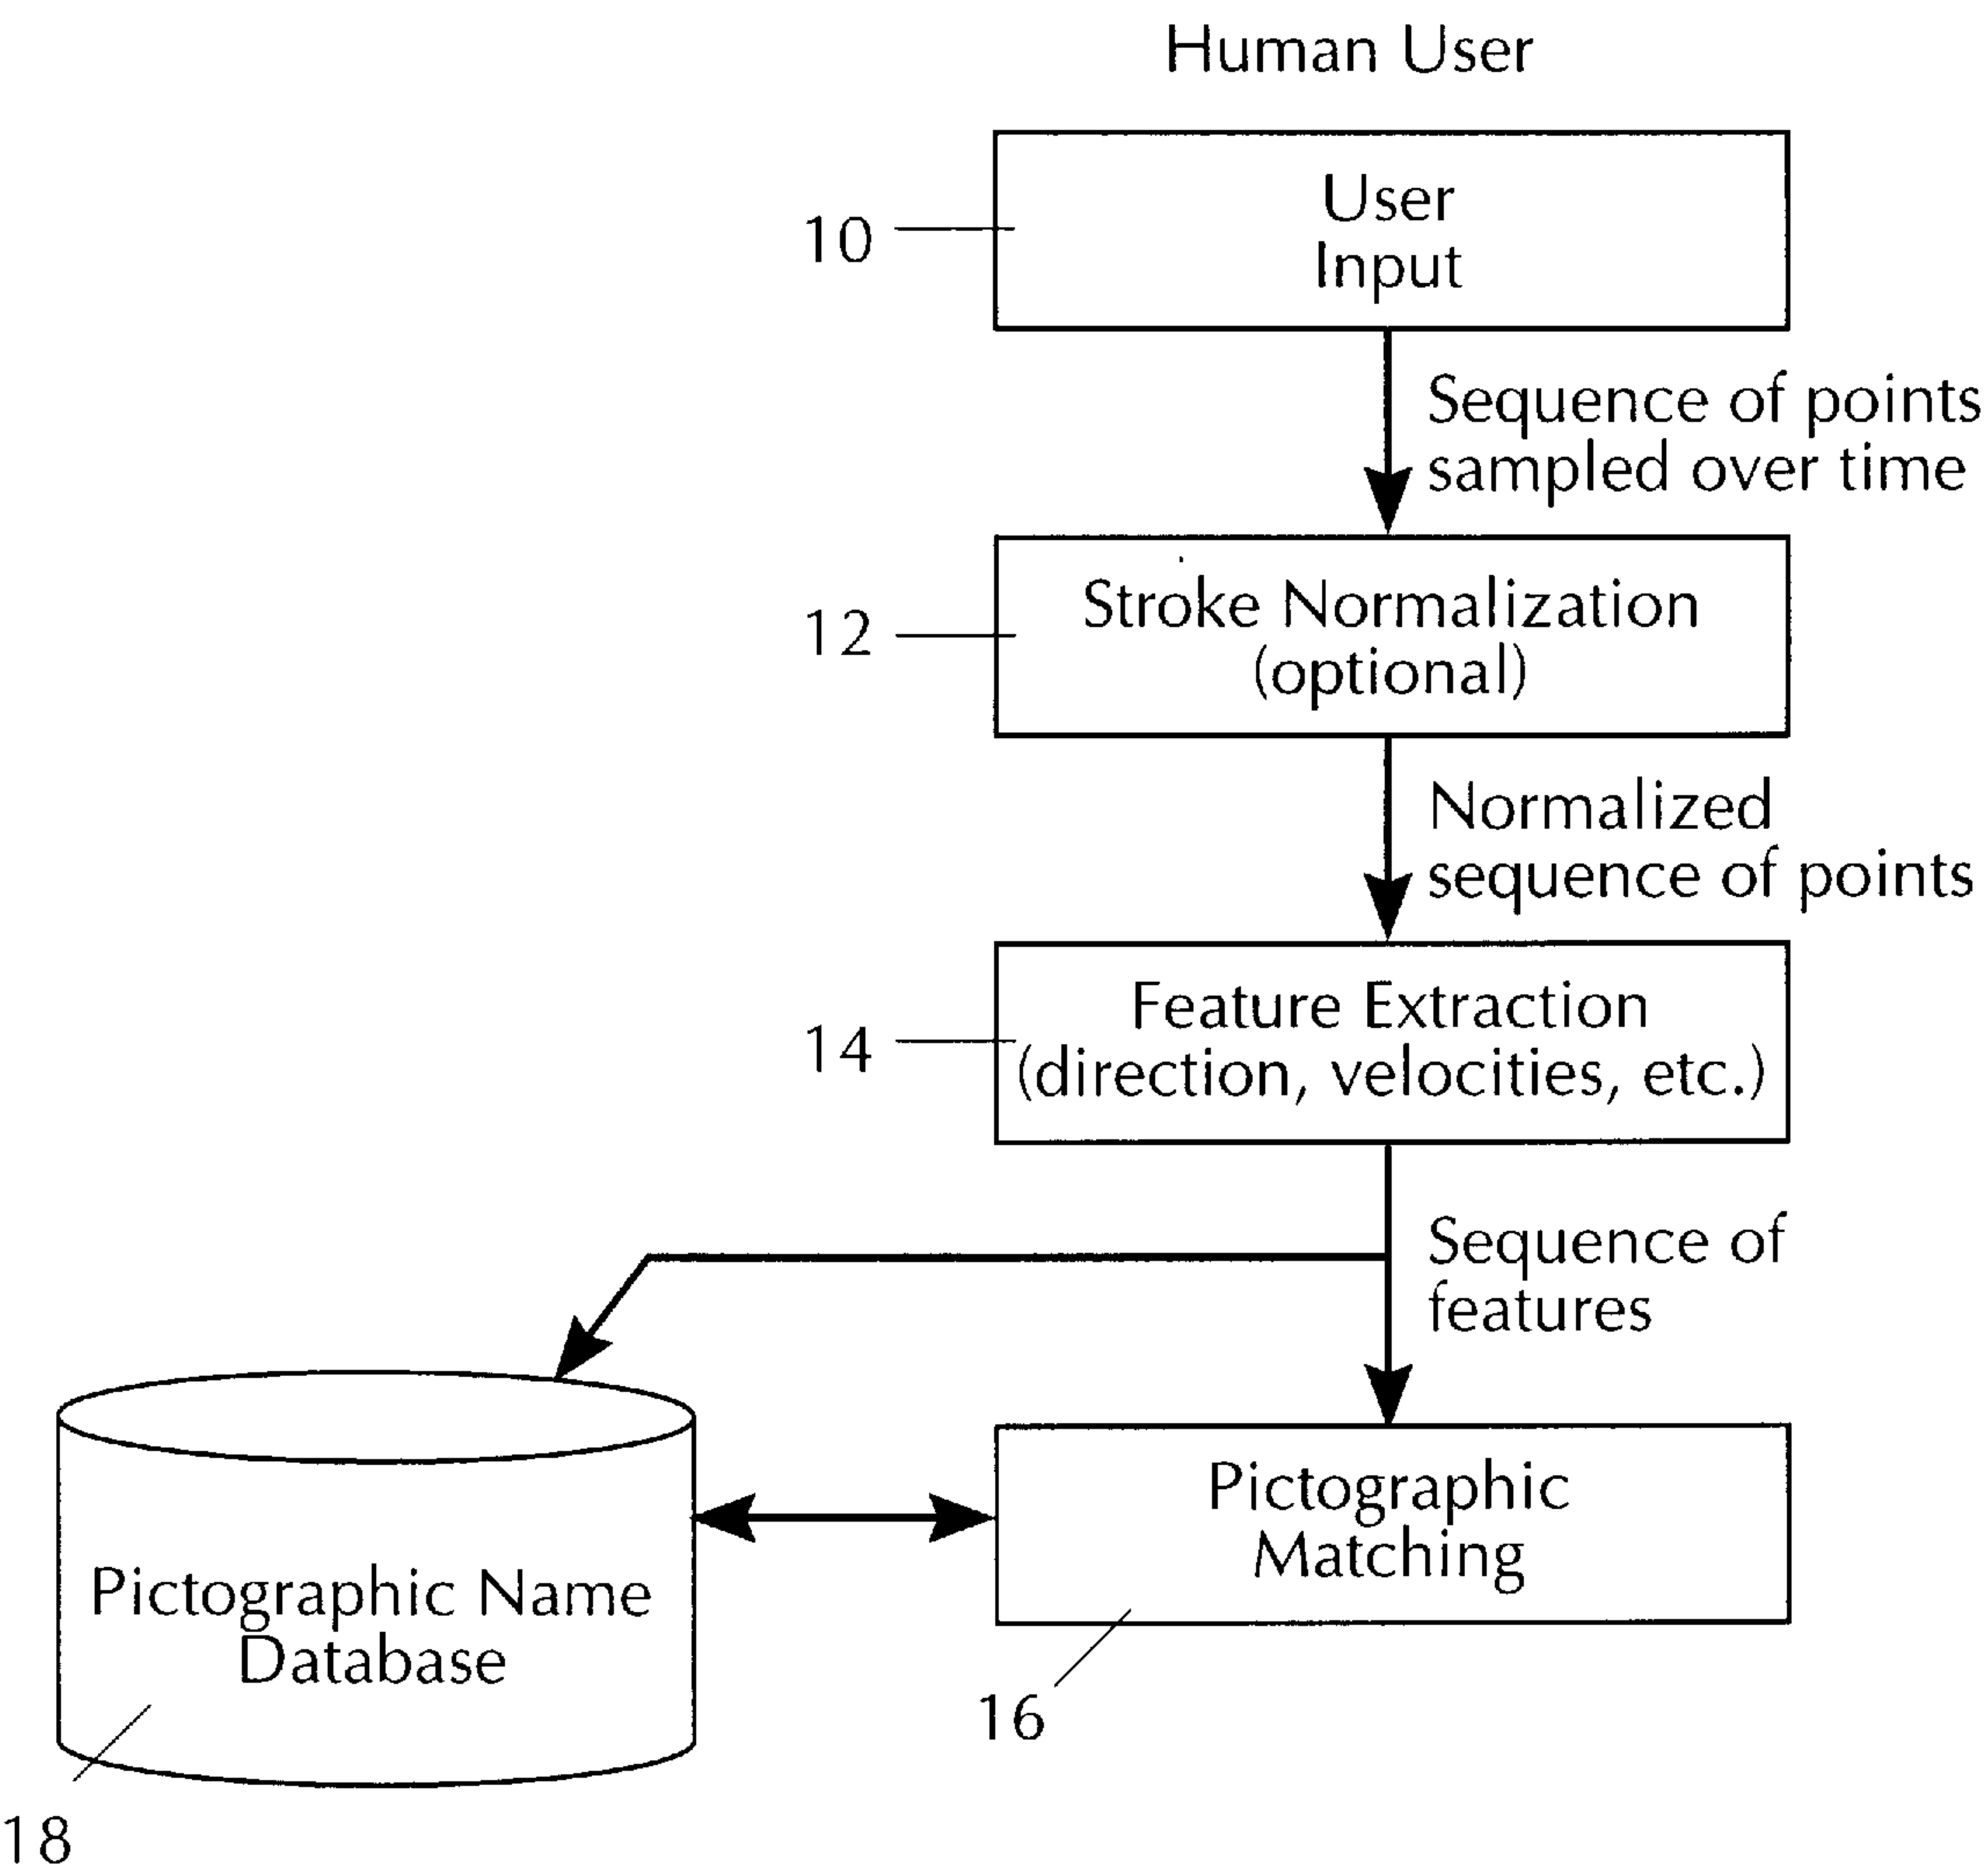 Human User
10
User
Input
Sequence of points
sampled over time
12
Stroke Normalization
(optional)
Normalized
sequence of points
14
Feature Extraction
(direction, velocities, etc.)
Sequence of
features
Pictographic
Matching
16
Pictographic Name
Database
18